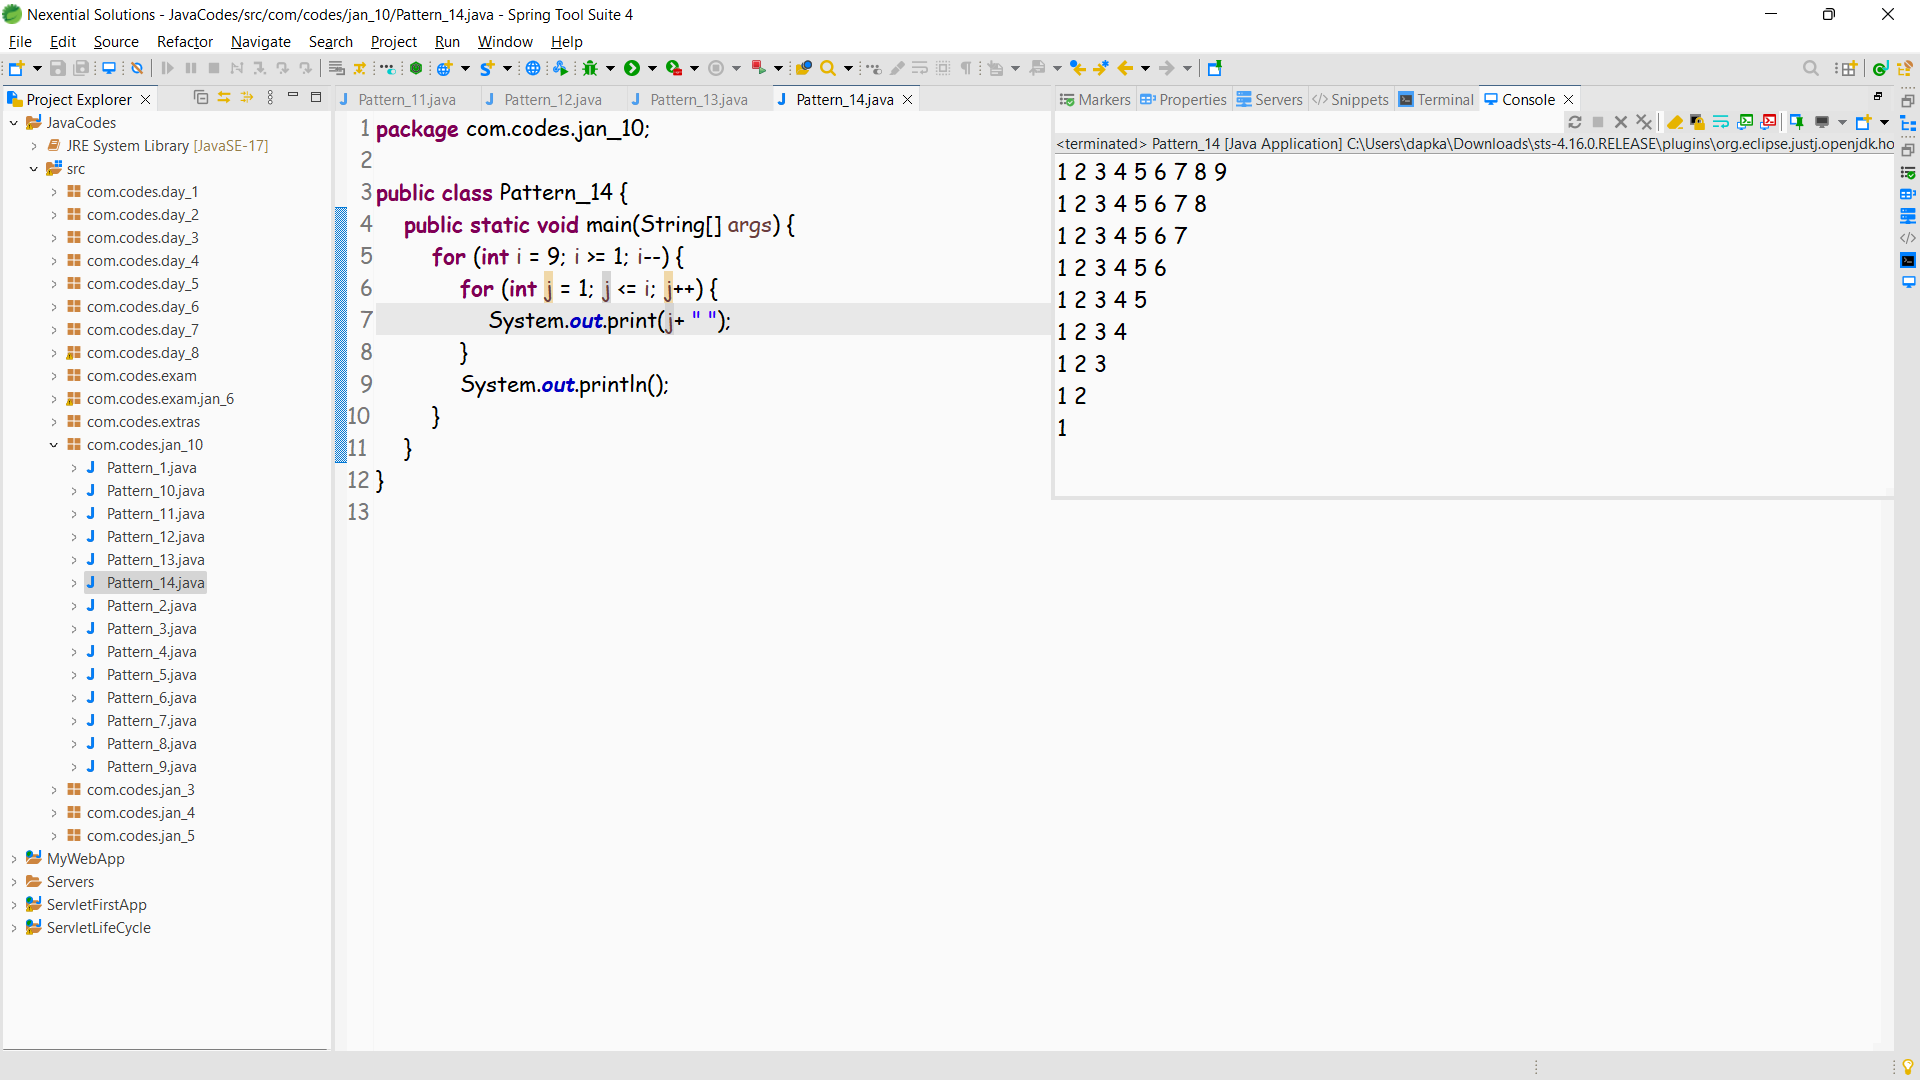 Nexential Solutions - JavaCodes/src/com/codes/jan_10/Pattern_14.java - Spring Tool Suite 4
File Edit Source Refactor Navigate Search Project Run Window Help
Project Explorer
JavaCodes
JRE System Library [JavaSE-17]
src
com.codes.day_1
com.codes.day_2
com.codes.day_3
com.codes.day_4
com.codes.day_5
com.codes.day_6
com.codes.day_7
com.codes.day_8
com.codes.exam
com.codes.exam.jan_6
com.codes.extras
com.codes.jan_10
Pattern_1.java
Pattern_10.java
Pattern_11.java
Pattern_12.java
Pattern_13.java
Pattern_14.java
Pattern_2.java
Pattern_3.java
Pattern_4.java
Pattern_5.java
Pattern_6.java
Pattern_7.java
Pattern_8.java
Pattern_9.java
com.codes.jan_3
com.codes.jan_4
com.codes.jan_5
MyWebApp
Servers
ServletFirstApp
ServletLifeCycle
Pattern_11.java Pattern_12.java Pattern_13.java Pattern_14.java
1 package com.codes.jan_10;
2
3 public class Pattern_14 {
4 public static void main(String[] args) {
5 for (int i = 9; i >= 1; i--) {
6 for (int j = 1; j <= i; j++) {
7 System.out.print(j+ " ");
8 }
9 System.out.println();
10 }
11 }
12 }
13
Markers Properties Servers Snippets Terminal Console
<terminated> Pattern_14 [Java Application] C:\Users\dapka\Downloads\sts-4.16.0.RELEASE\plugins\org.eclipse.justj.openjdk.ho
1 2 3 4 5 6 7 8 9
1 2 3 4 5 6 7 8
1 2 3 4 5 6 7
1 2 3 4 5 6
1 2 3 4 5
1 2 3 4
1 2 3
1 2
1